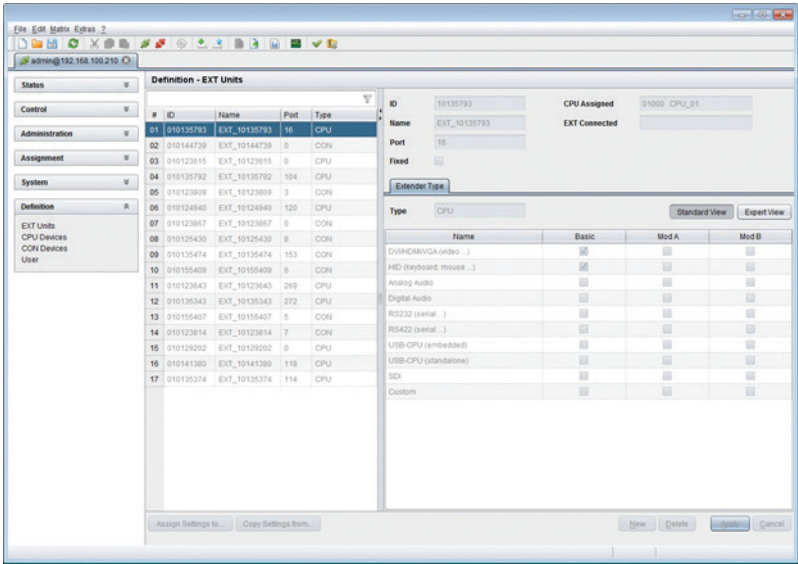 File Edit Matrix Extras ?
admin@192.168.100.210
Status
Control
Administration
Assignment
System
Definition
EXT Units
CPU Devices
CON Devices
User
Definition - EXT Units
# ID Name Port Type
01 010135793 EXT_10135793 16 CPU
02 010144739 EXT_10144739 0 CON
03 010123615 EXT_10123615 0 CPU
04 010135792 EXT_10135792 104 CPU
05 010123809 EXT_10123809 3 CON
06 010124940 EXT_10124940 120 CPU
07 010123867 EXT_10123867 0 CON
08 010125430 EXT_10125430 8 CON
09 010135474 EXT_10135474 153 CON
10 010155409 EXT_10155409 6 CON
11 010123643 EXT_10123643 269 CPU
12 010135343 EXT_10135343 272 CPU
13 010155407 EXT_10155407 5 CON
14 010123814 EXT_10123814 7 CON
15 010129202 EXT_10129202 0 CPU
16 010141380 EXT_10141380 118 CPU
17 010135374 EXT_10135374 114 CPU
Assign Settings to... Copy Settings from...
ID 10135793 CPU Assigned 01000 CPU_01
Name EXT_10135793 EXT Connected
Port 16
Fixed
Extender Type
Type CPU Standard View Expert View
Name Basic Mod A Mod B
DVI/HDMI/VGA (video ...)
HID (keyboard, mouse ...)
Analog Audio
Digital Audio
RS232 (serial ...)
RS422 (serial ...)
USB-CPU (embedded)
USB-CPU (standalone)
SDI
Custom
New Delete Apply Cancel